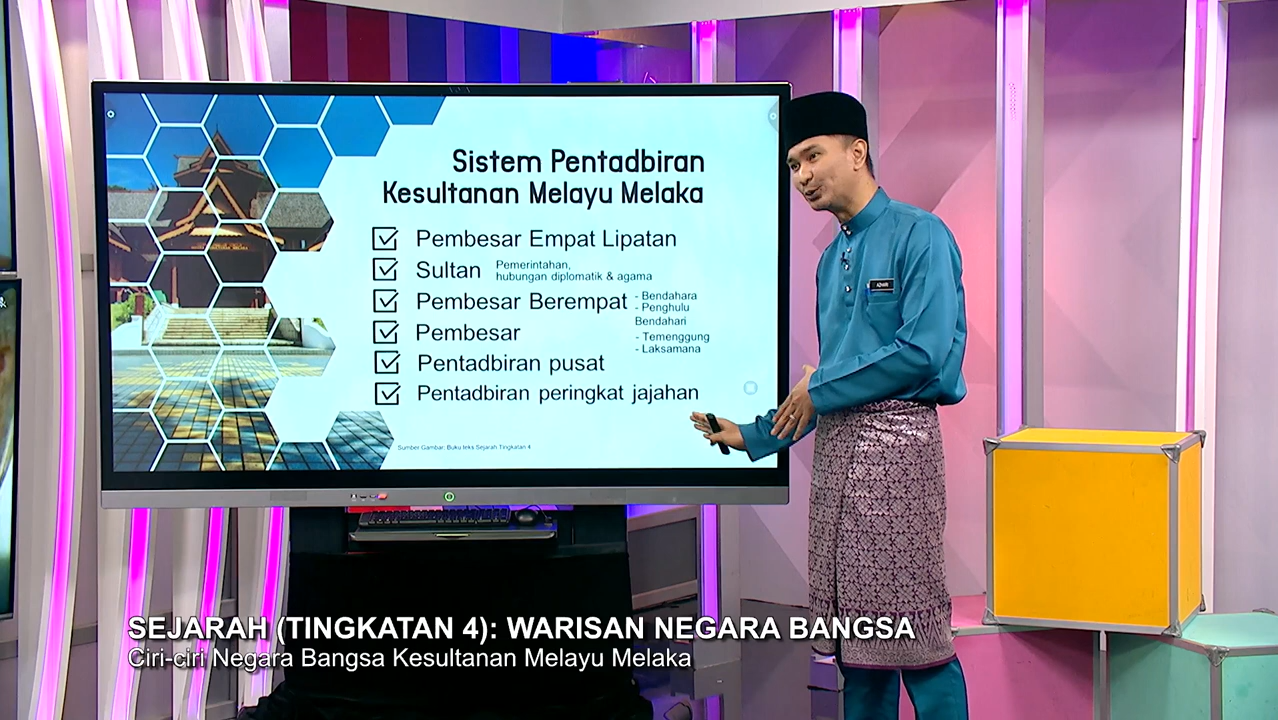 Sistem Pentadbiran
Kesultanan Melayu Melaka
Pembesar Empat Lipatan
Sultan
Pemerintahan,
hubungan diplomatik & agama
Pembesar Berempat
- Bendahara
- Penghulu
Bendahari
- Temenggung
- Laksamana
Pembesar
Pentadbiran pusat
Pentadbiran peringkat jajahan
Sumber Gambar: Buku teks Sejarah Tingkatan 4
SEJARAH (TINGKATAN 4): WARISAN NEGARA BANGSA
Ciri-ciri Negara Bangsa Kesultanan Melayu Melaka